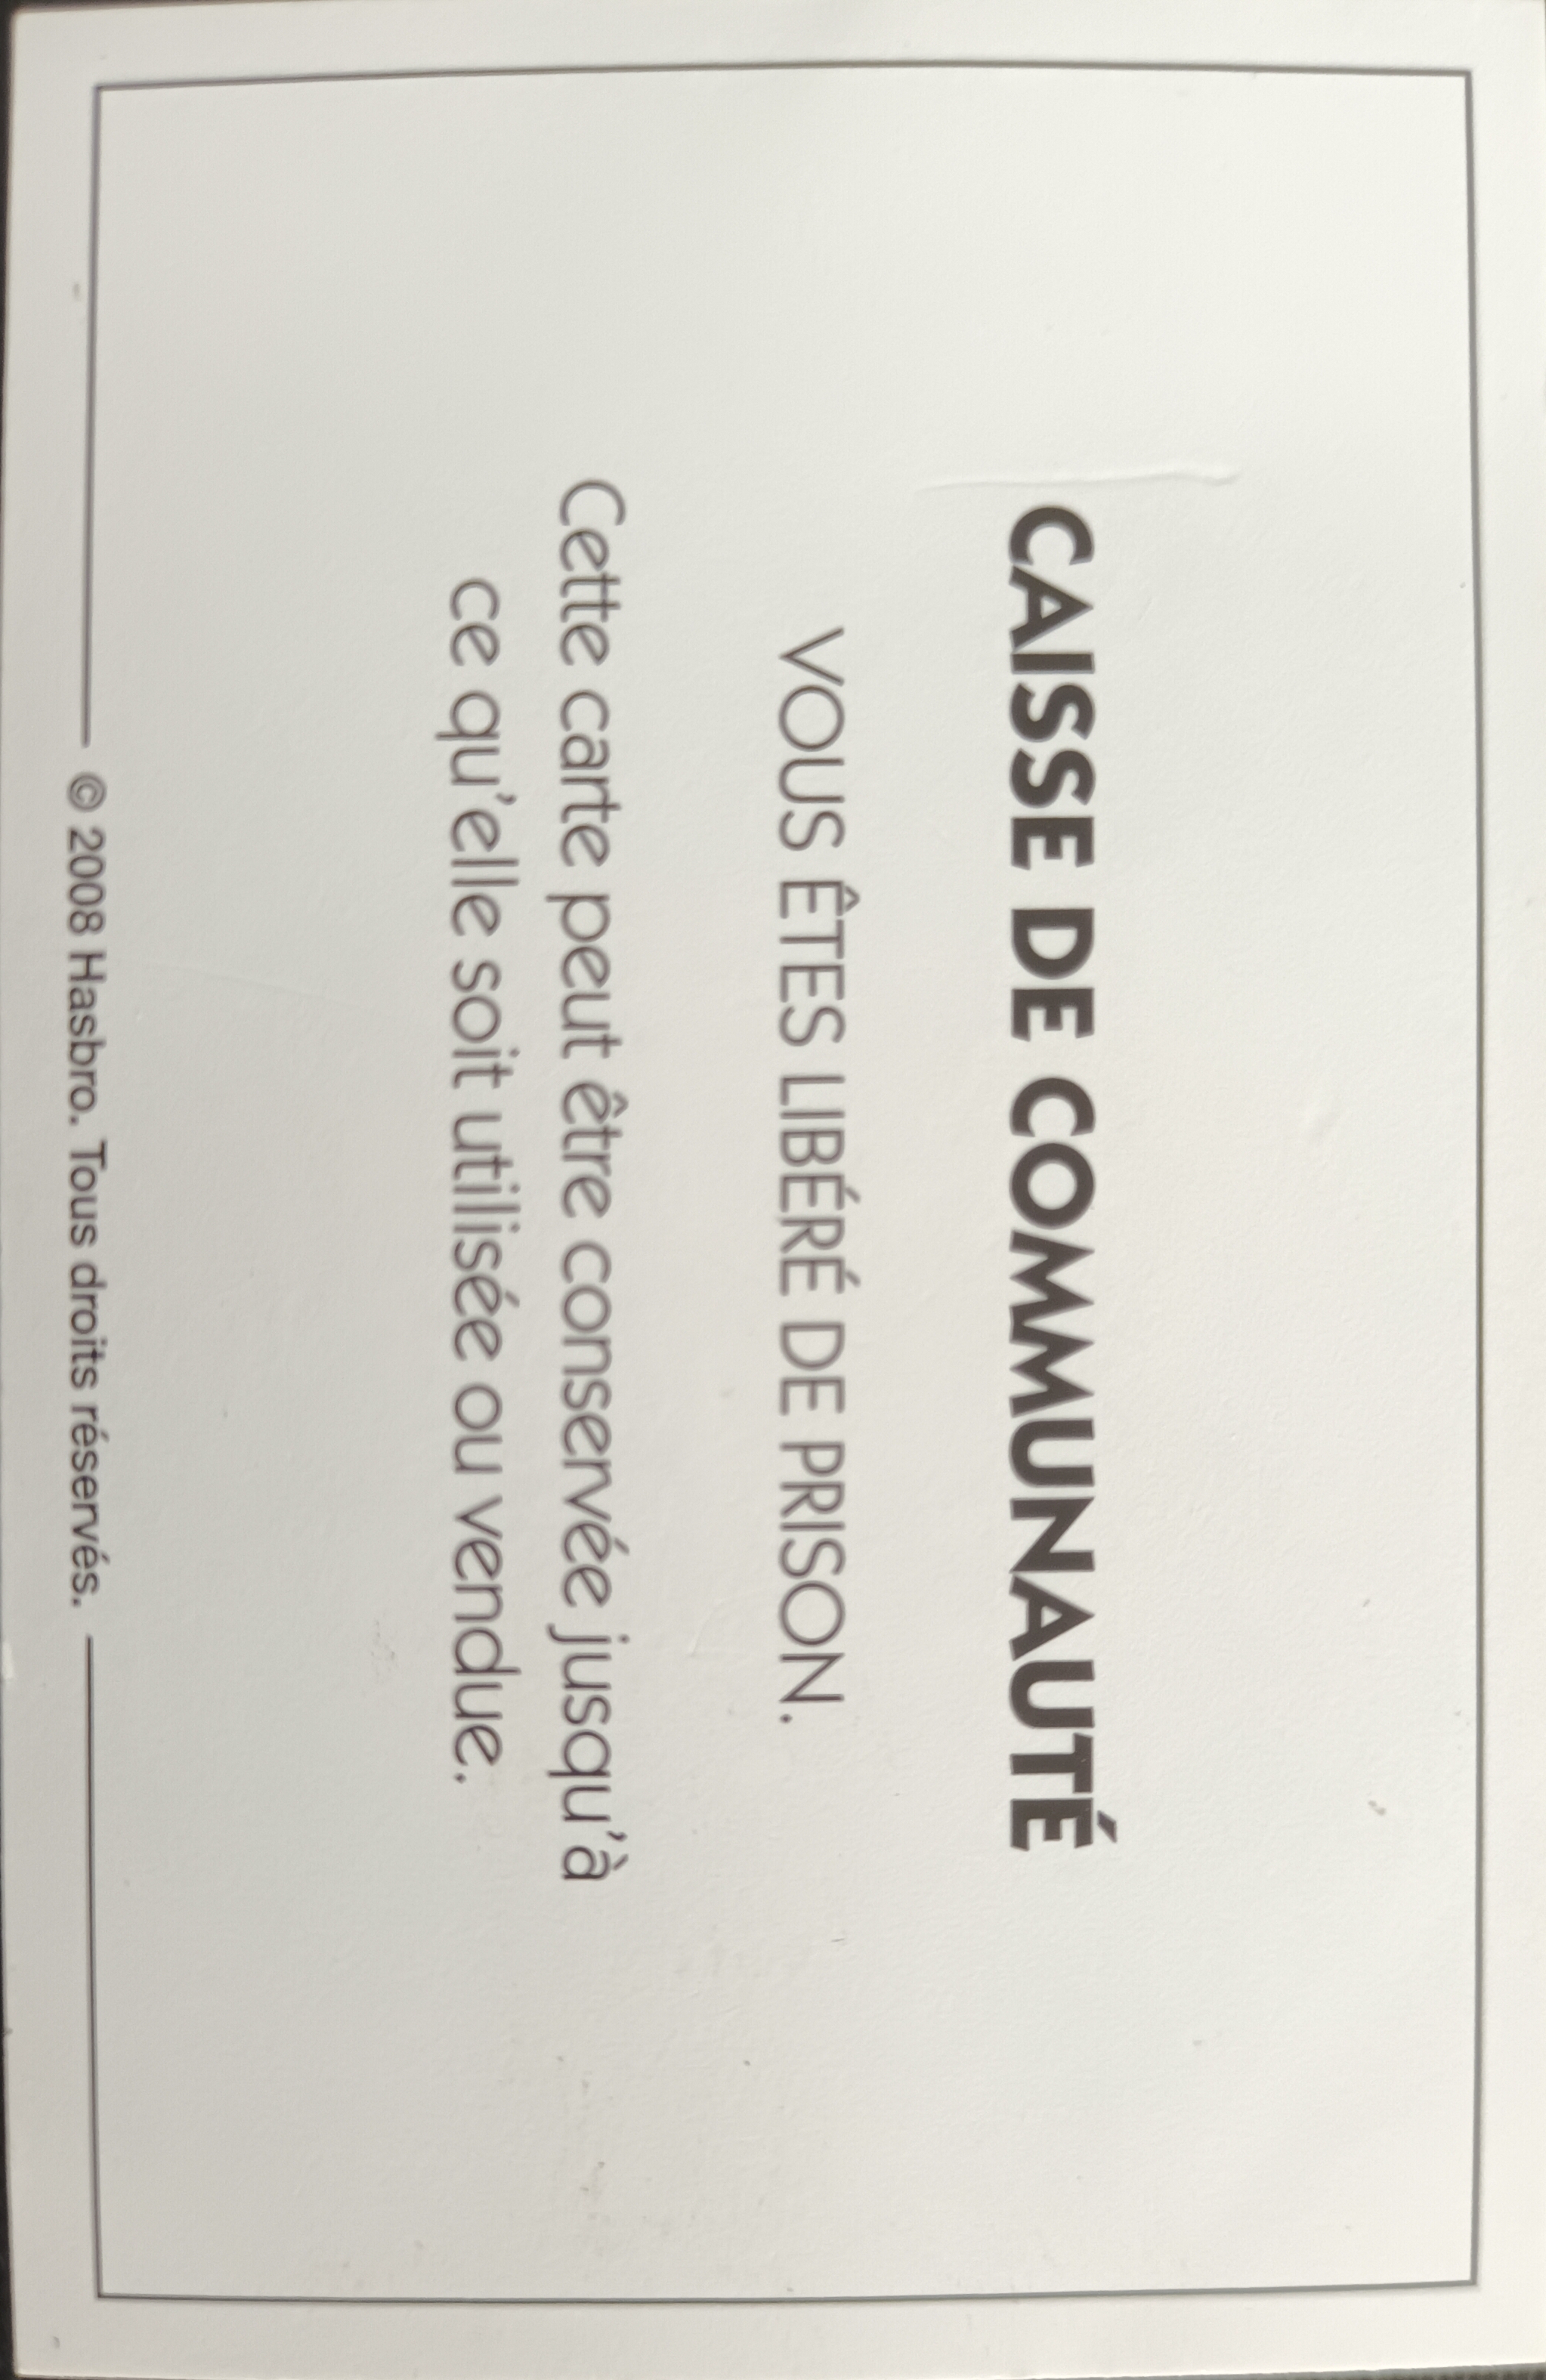 CAISSE DE COMMUNAUTÉ
VOUS ÊTES LIBÉRÉ DE PRISON.
Cette carte peut être conservée jusqu'à
ce qu'elle soit utilisée ou vendue.
© 2008 Hasbro. Tous droits réservés.